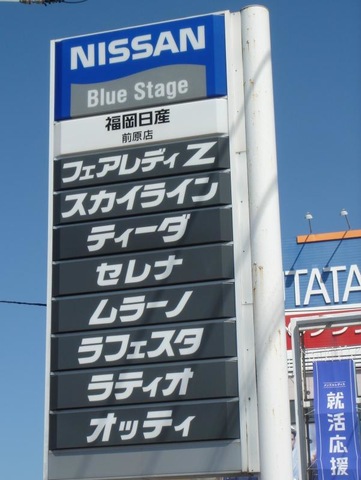 NISSAN
Blue Stage
福岡日産
前原店
フェアレディZ
スカイライン
ティーダ
セレナ
ムラーノ
ラフェスタ
ラティオ
オッティ
TATA
就活応援